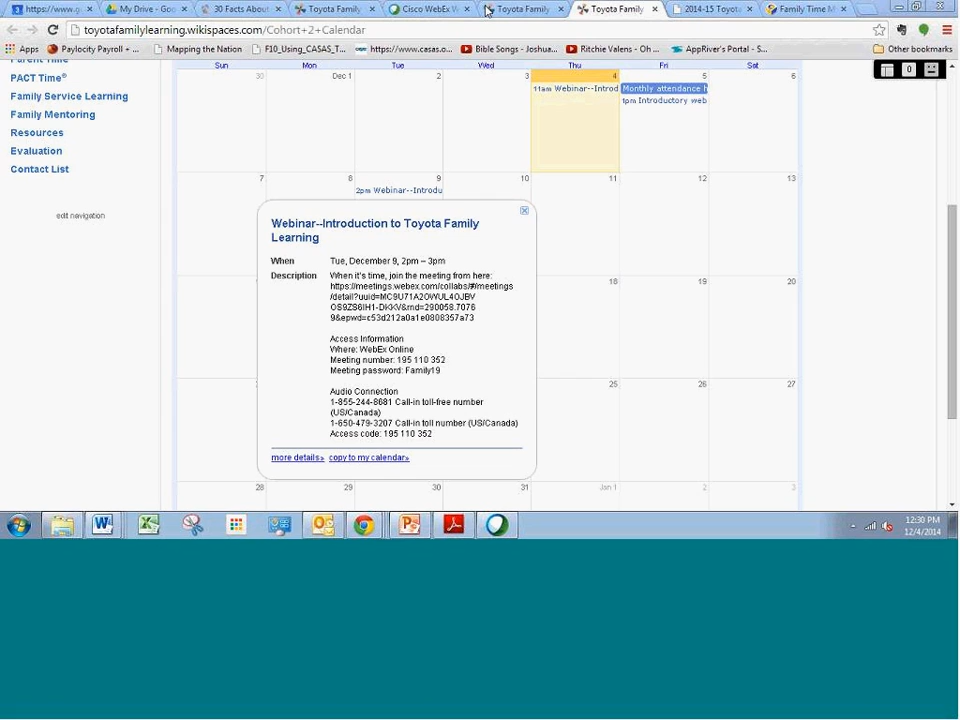 https://www.g
My Drive - Goo
30 Facts About
Toyota Family
Cisco WebEx W
Toyota Family
Toyota Family
2014-15 Toyota
Family Time M
toyotafamilylearning.wikispaces.com/Cohort+2+Calendar
Apps
Paylocity Payroll + ...
Mapping the Nation
F10_Using_CASAS_T...
https://www.casas.o...
Bible Songs - Joshua...
Ritchie Valens - Oh ...
AppRiver's Portal - S...
Other bookmarks
Parent Time
PACT Time®
Family Service Learning
Family Mentoring
Resources
Evaluation
Contact List
edit navigation
Sun Mon Tue Wed Thu Fri Sat
30 Dec 1 2 3 4 5 6
11am Webinar--Introd
Monthly attendance h
1pm Introductory web
0
7 8 9 10 11 12 13
2pm Webinar--Introdu
18 19 20
25 26 27
28 29 30 31 Jan 1 2 3
Webinar--Introduction to Toyota Family
Learning
When Tue, December 9, 2pm – 3pm
Description When it's time, join the meeting from here:
https://meetings.webex.com/collabs/#/meetings
/detail?uuid=MC9U71A2OWUL4OJBV
OS9ZS6IH1-DKKV&rnd=290058.7076
9&epwd=c53d212a0a1e0808357a73
Access Information
Where: WebEx Online
Meeting number: 195 110 352
Meeting password: Family19
Audio Connection
1-855-244-8681 Call-in toll-free number
(US/Canada)
1-650-479-3207 Call-in toll number (US/Canada)
Access code: 195 110 352
more details» copy to my calendar»
12:30 PM
12/4/2014